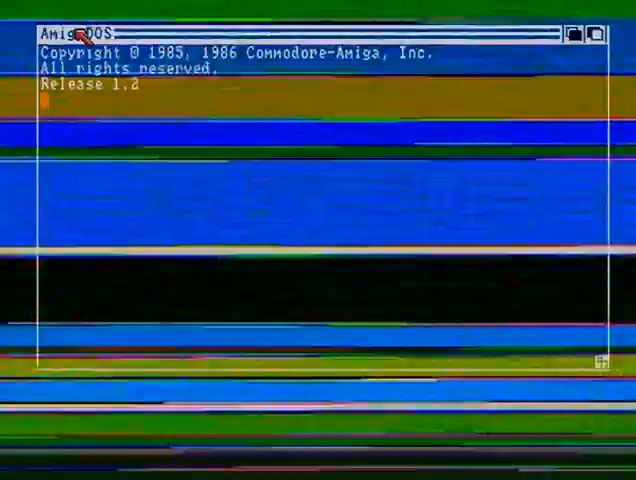 AmigaDOS
Copyright © 1985, 1986 Commodore-Amiga, Inc.
All rights reserved.
Release 1.2